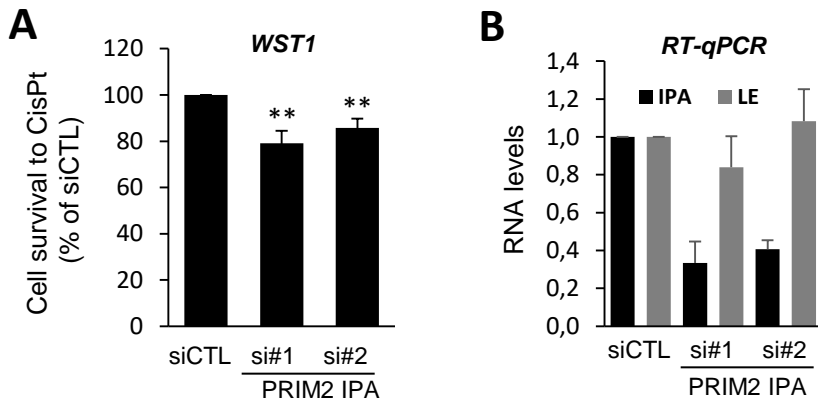 A
WST1
Cell survival to CisPt
(% of siCTL)
120
100
80
60
40
20
0
**
**
siCTL
si#1
si#2
PRIM2 IPA
B
RT-qPCR
RNA levels
1,4
1,2
1,0
0,8
0,6
0,4
0,2
0,0
IPA
LE
siCTL
si#1
si#2
PRIM2 IPA